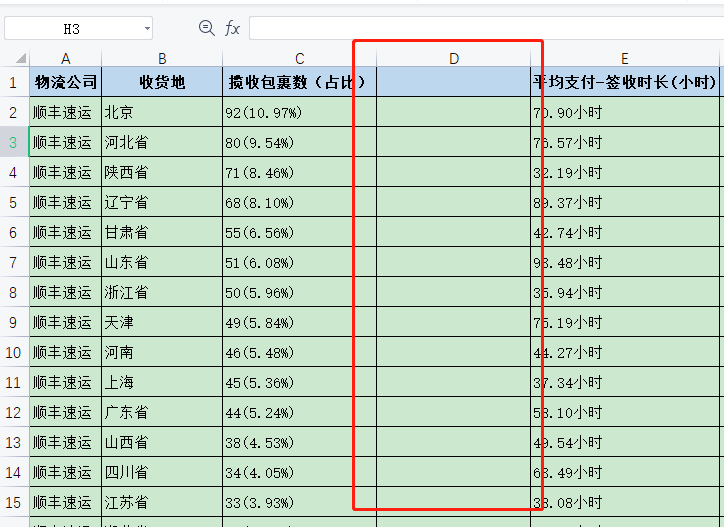 H3 fx
A B C D E
1 物流公司 收货地 揽收包裹数（占比） 平均支付-签收时长(小时)
2 顺丰速运 北京 92(10.97%) 70.90小时
3 顺丰速运 河北省 80(9.54%) 76.57小时
4 顺丰速运 陕西省 71(8.46%) 32.19小时
5 顺丰速运 辽宁省 68(8.10%) 89.37小时
6 顺丰速运 甘肃省 55(6.56%) 42.74小时
7 顺丰速运 山东省 51(6.08%) 98.48小时
8 顺丰速运 浙江省 50(5.96%) 35.94小时
9 顺丰速运 天津 49(5.84%) 75.19小时
10 顺丰速运 河南 46(5.48%) 44.27小时
11 顺丰速运 上海 45(5.36%) 37.34小时
12 顺丰速运 广东省 44(5.24%) 58.10小时
13 顺丰速运 山西省 38(4.53%) 49.54小时
14 顺丰速运 四川省 34(4.05%) 68.49小时
15 顺丰速运 江苏省 33(3.93%) 38.08小时